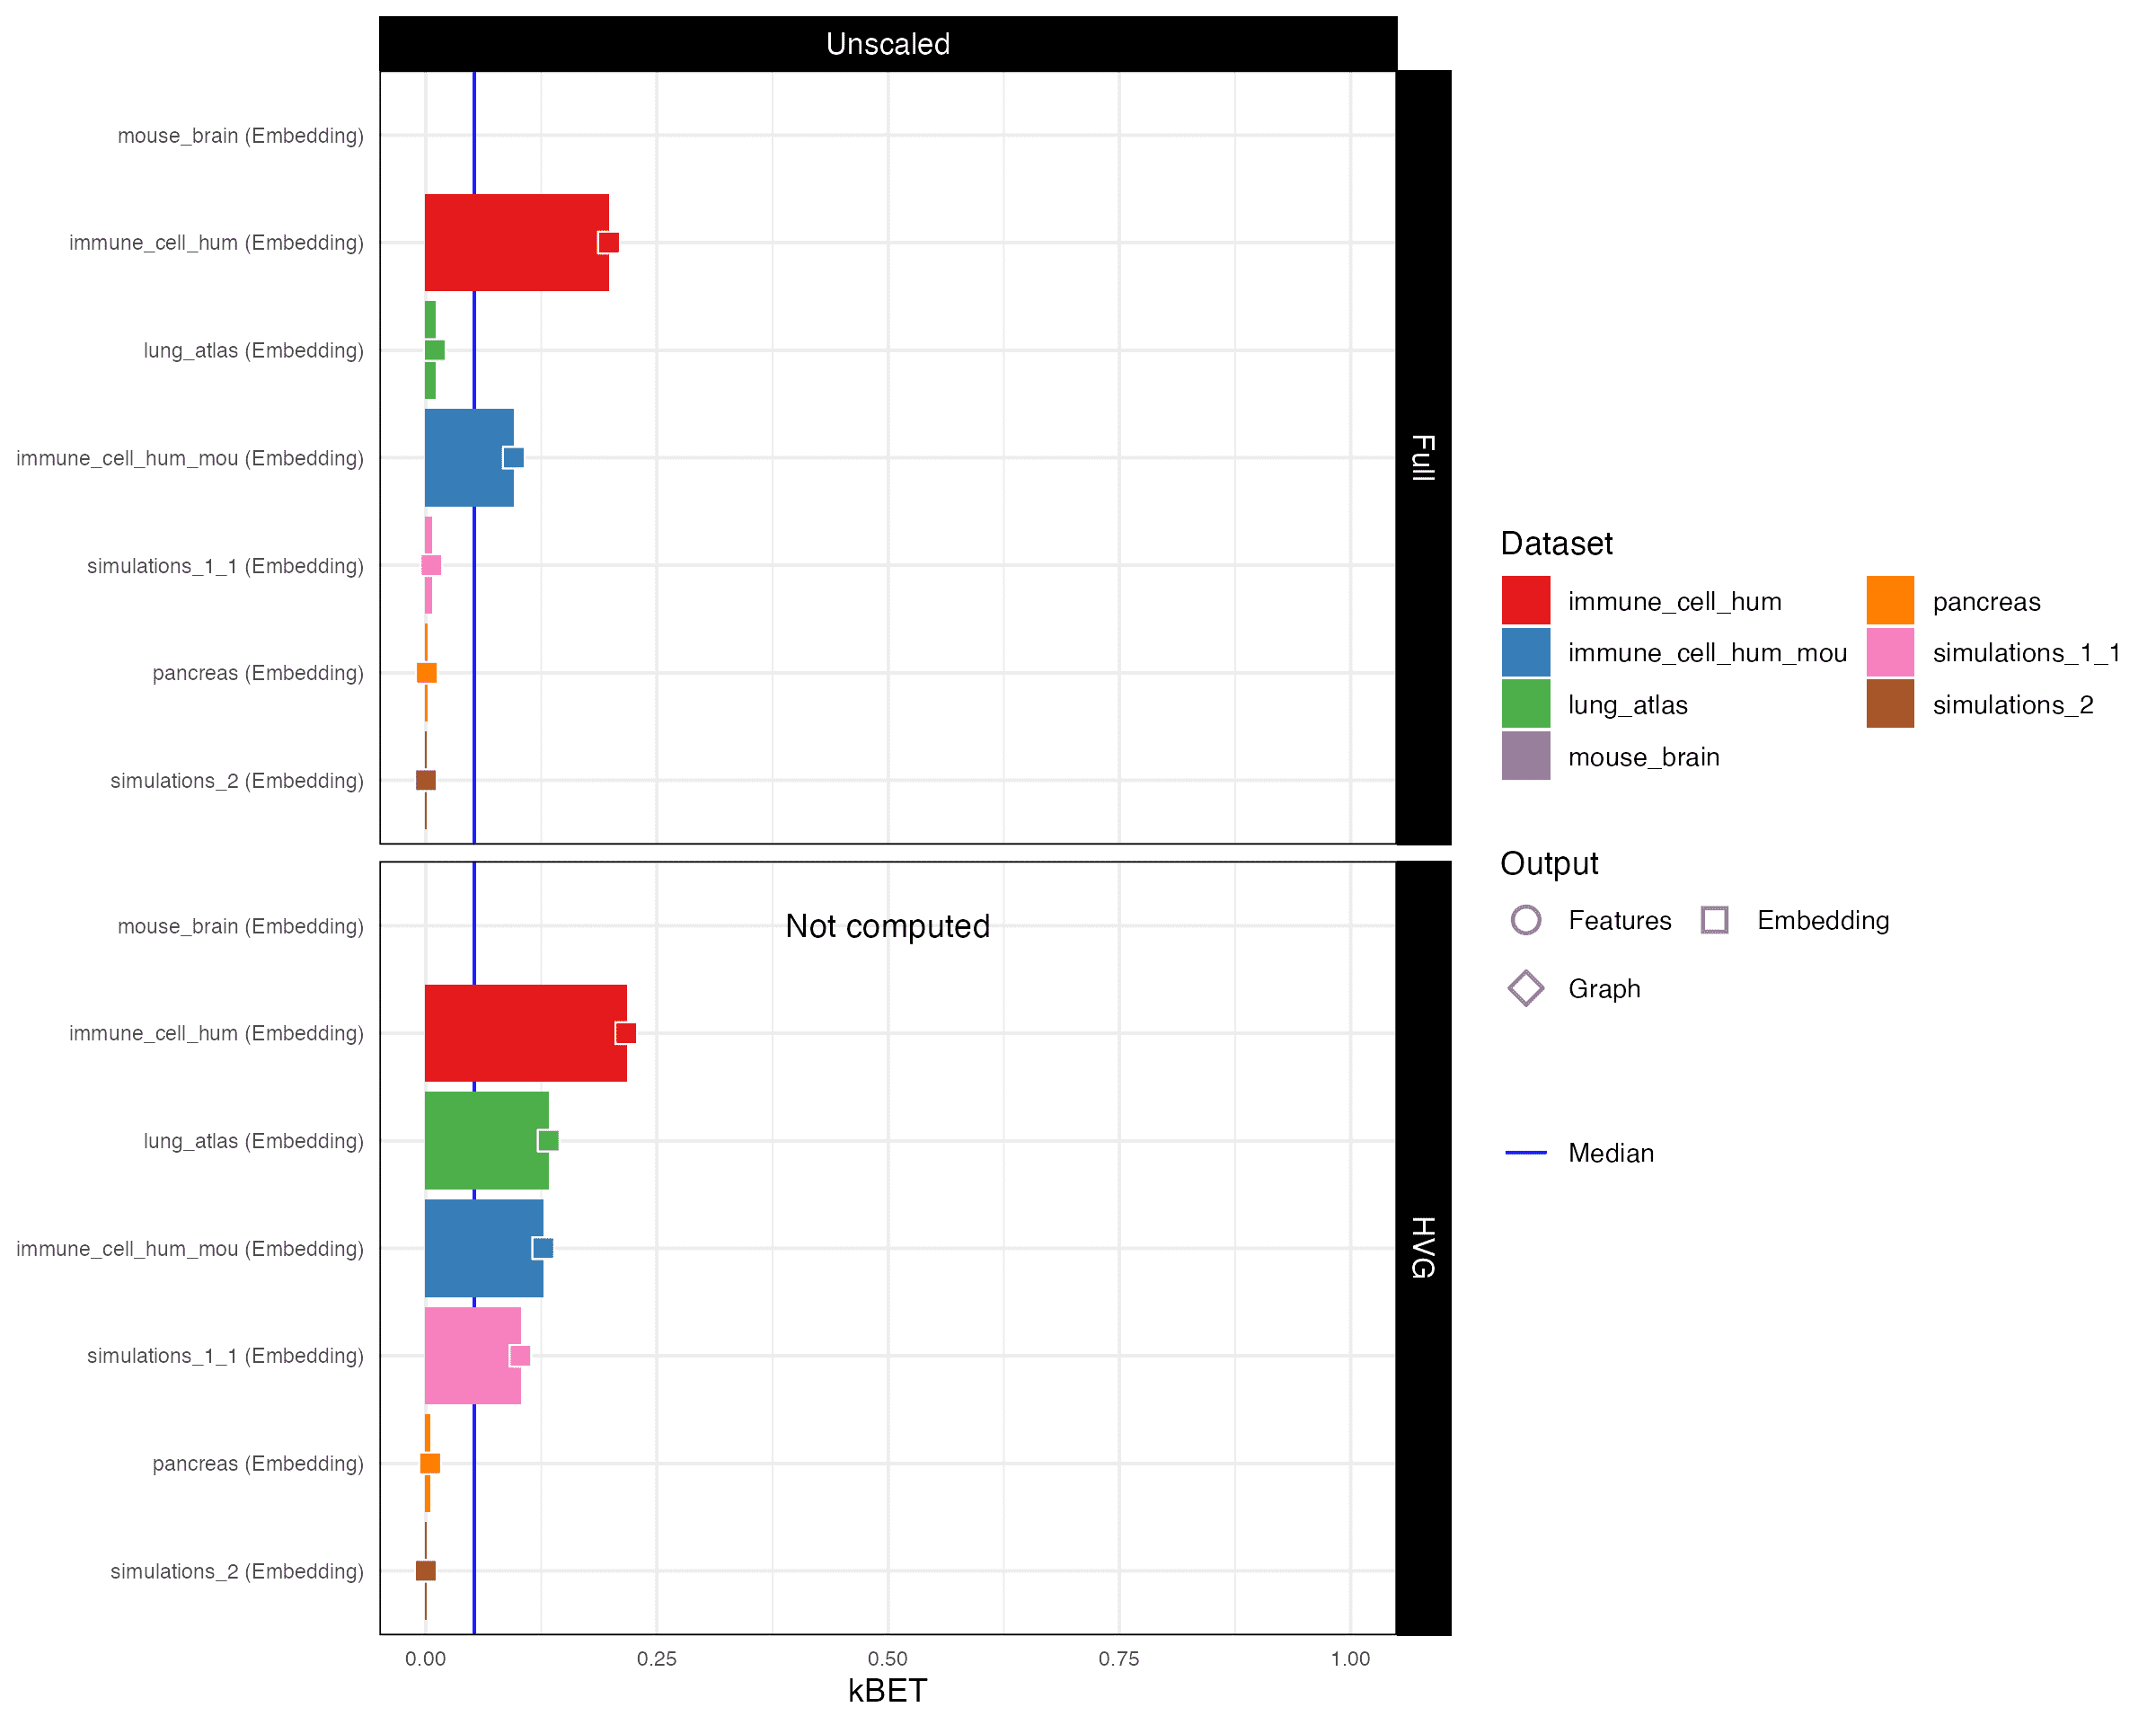 Unscaled
mouse_brain (Embedding)
immune_cell_hum (Embedding)
lung_atlas (Embedding)
immune_cell_hum_mou (Embedding)
simulations_1_1 (Embedding)
pancreas (Embedding)
simulations_2 (Embedding)
Full
mouse_brain (Embedding)
Not computed
immune_cell_hum (Embedding)
lung_atlas (Embedding)
immune_cell_hum_mou (Embedding)
simulations_1_1 (Embedding)
pancreas (Embedding)
simulations_2 (Embedding)
HVG
0.00 0.25 0.50 0.75 1.00
kBET
Dataset
immune_cell_hum
immune_cell_hum_mou
lung_atlas
mouse_brain
pancreas
simulations_1_1
simulations_2
Output
Features Embedding
Graph
Median